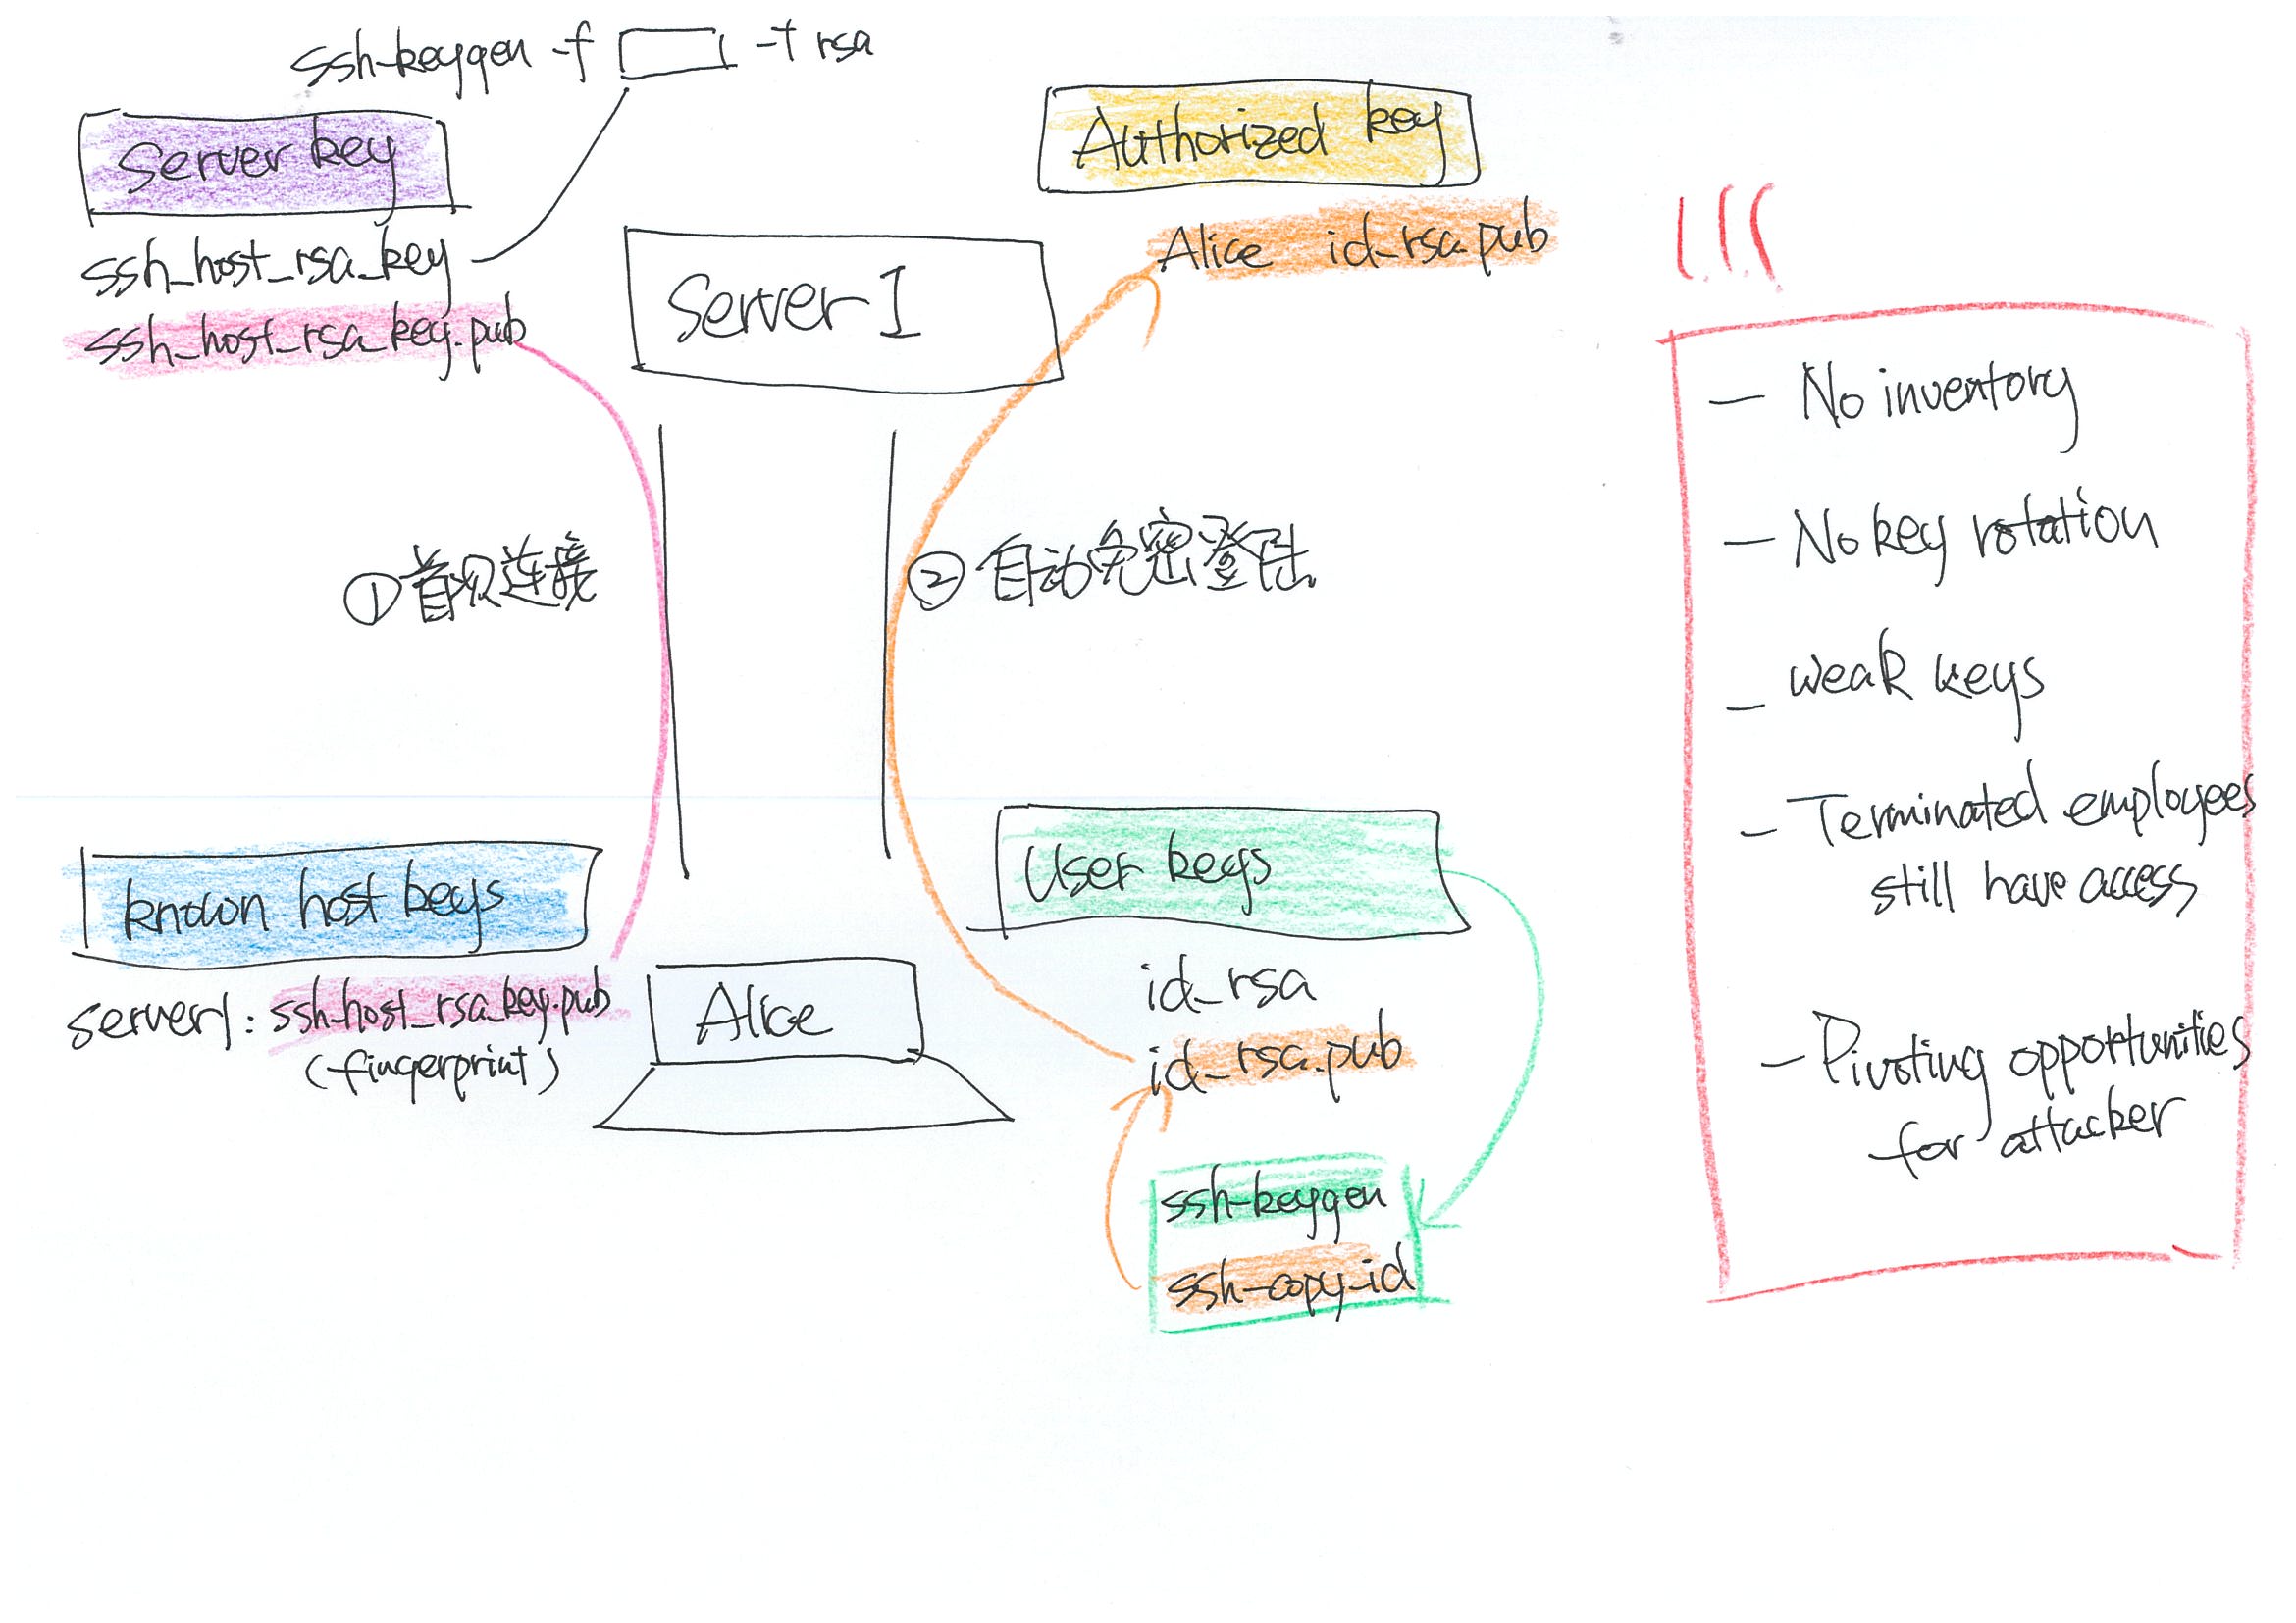 ssh-keygen -f -t rsa
Server key
ssh_host_rsa_key
ssh_host_rsa_key.pub
Server 1
Authorized key
Alice id_rsa.pub
!!!
① 首次连接
② 自动免密登陆
known host keys
server1: ssh_host_rsa_key.pub
(fingerprint)
Alice
User keys
id_rsa
id_rsa.pub
ssh-keygen
ssh-copy-id
- No inventory
- No key rotation
- weak keys
- Terminated employees
still have access
- Pivoting opportunities
for attacker